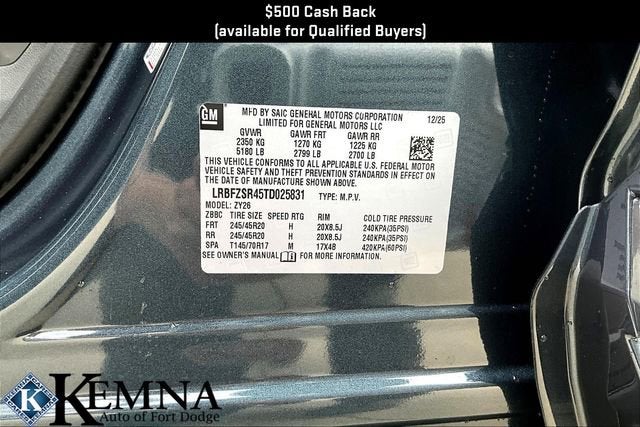 $500 Cash Back
(available for Qualified Buyers)
GM
MFD BY SAIC GENERAL MOTORS CORPORATION
LIMITED FOR GENERAL MOTORS LLC
12/25
GVWR GAWR FRT GAWR RR
2350 KG 1270 KG 1225 KG
5180 LB 2799 LB 2700 LB
THIS VEHICLE CONFORMS TO ALL APPLICABLE U.S. FEDERAL MOTOR
VEHICLE SAFETY AND THEFT PREVENTION STANDARDS IN EFFECT
ON THE DATE OF MANUFACTURE SHOWN ABOVE.
LRBFZSR45TD025831 TYPE: M.P.V.
MODEL: ZY26
ZBBC TIRE SIZE SPEED RTG RIM COLD TIRE PRESSURE
FRT 245/45R20 H 20X8.5J 240KPA(35PSI)
RR 245/45R20 H 20X8.5J 240KPA(35PSI)
SPA T145/70R17 M 17X4B 420KPA(60PSI)
SEE OWNER'S MANUAL FOR MORE INFORMATION.
K KEMNA
Auto of Fort Dodge